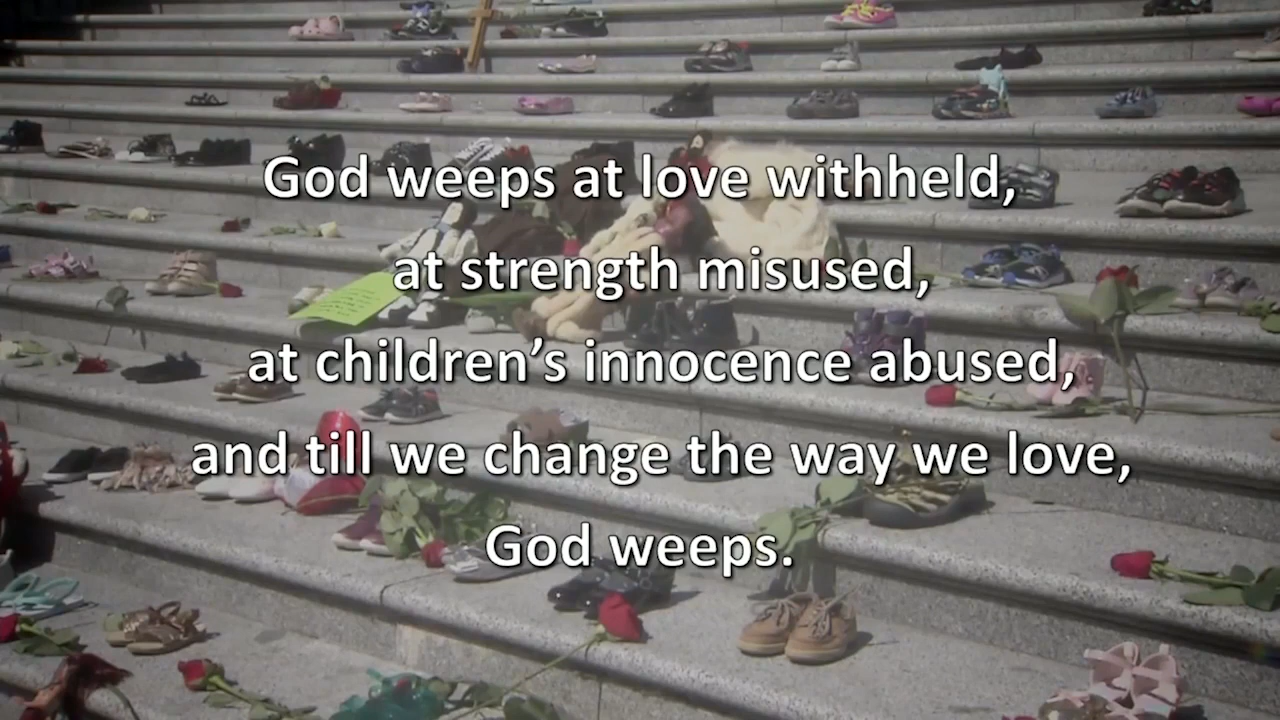 God weeps at love withheld,
at strength misused,
at children’s innocence abused,
and till we change the way we love,
God weeps.